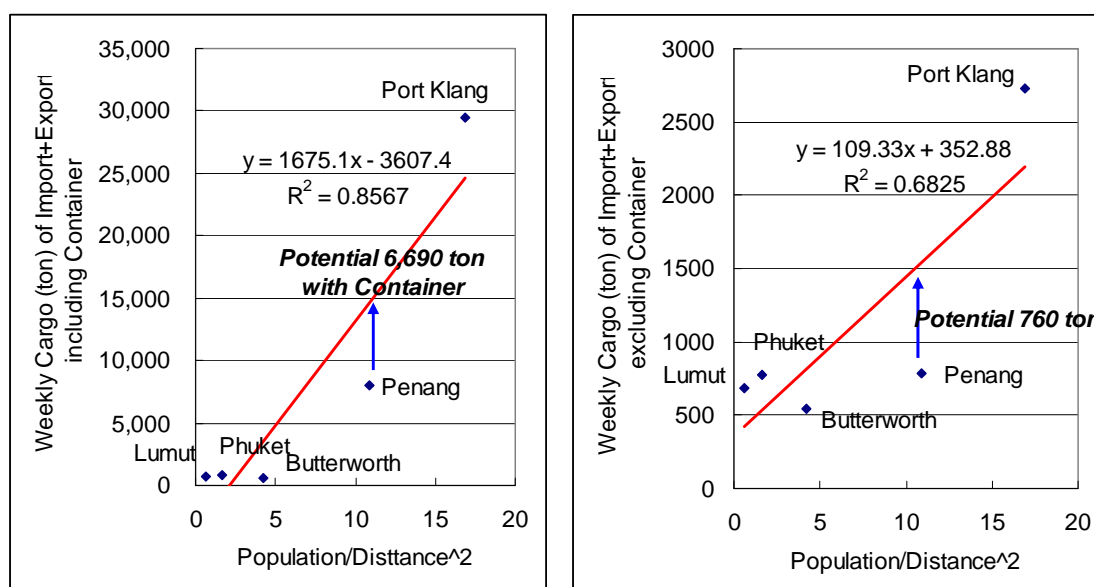 Weekly Cargo (ton) of Import+Export
including Container
35,000
30,000
25,000
20,000
15,000
10,000
5,000
0
Port Klang
y = 1675.1x - 3607.4
R2 = 0.8567
Potential 6,690 ton
with Container
Penang
Lumut
Phuket
Butterworth
0 5 10 15 20
Population/Disttance^2
Weekly Cargo (ton) of Import+Export
excluding Container
3000
2500
2000
1500
1000
500
0
Port Klang
y = 109.33x + 352.88
R2 = 0.6825
Potential 760 ton
Phuket
Lumut
Penang
Butterworth
0 5 10 15 20
Population/Distance^2